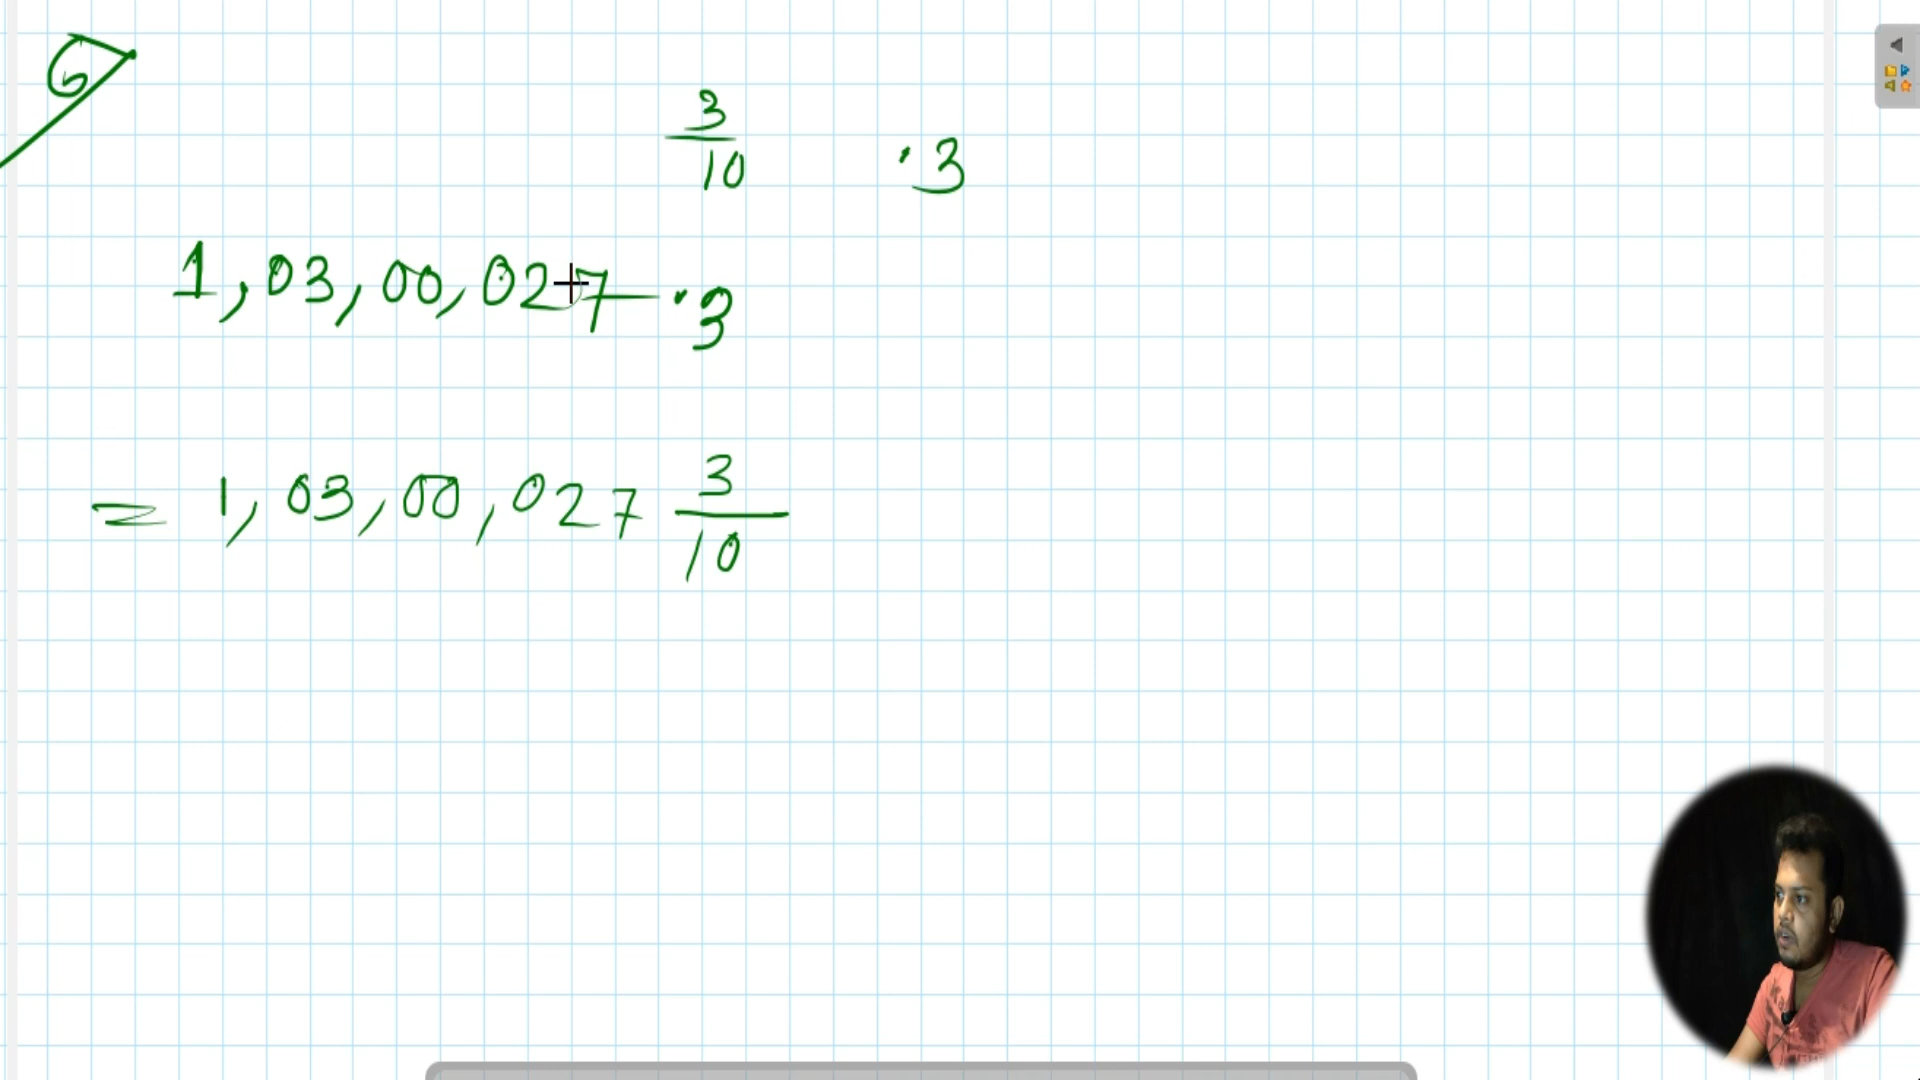 6
3/10 .3
1,03,00,027 .3
= 1,03,00,027 3/10